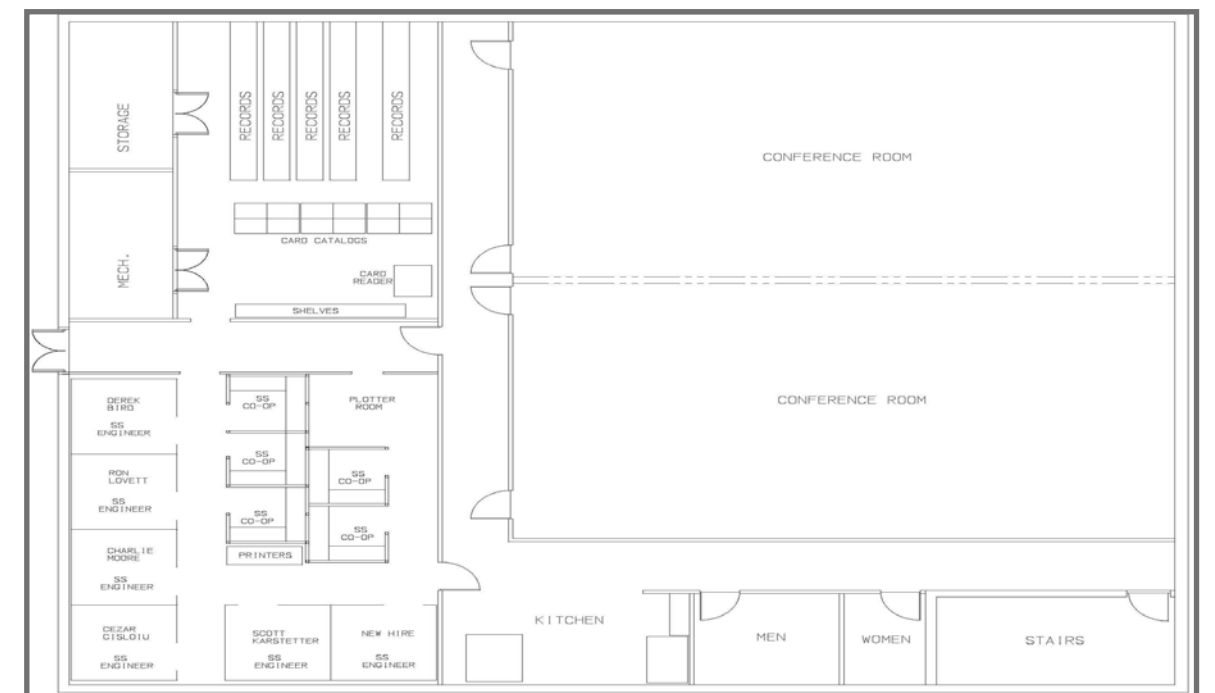 STORAGE
RECORDS
RECORDS
RECORDS
RECORDS
RECORDS
CONFERENCE ROOM
CARD CATALOGS
MECH.
CARD
READER
SHELVES
DEREK
BIRD
SS
ENGINEER
SS
CO-OP
PLOTTER
ROOM
CONFERENCE ROOM
RON
LOVETT
SS
ENGINEER
SS
CO-OP
SS
CO-OP
SS
CO-OP
SS
CO-OP
CHARLIE
MOORE
SS
ENGINEER
PRINTERS
CEZAR
CISLOIU
SS
ENGINEER
SCOTT
KARSTETTER
SS
ENGINEER
NEW HIRE
SS
ENGINEER
KITCHEN
MEN
WOMEN
STAIRS